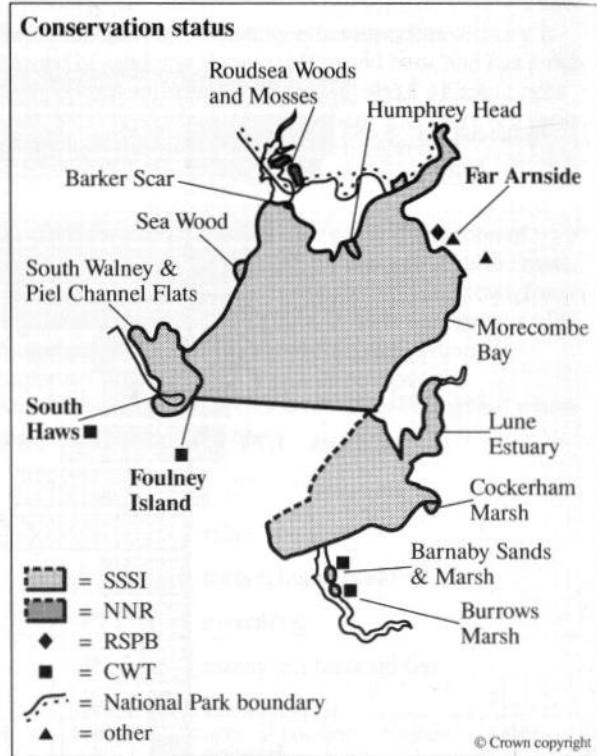 Conservation status
Roudsea Woods
and Mosses
Humphrey Head
Barker Scar
Far Arnside
Sea Wood
South Walney &
Piel Channel Flats
Morecombe
Bay
South
Haws
Lune
Estuary
Foulney
Island
Cockerham
Marsh
Barnaby Sands
& Marsh
Burrows
Marsh
= SSSI
= NNR
= RSPB
= CWT
= National Park boundary
= other
© Crown copyright